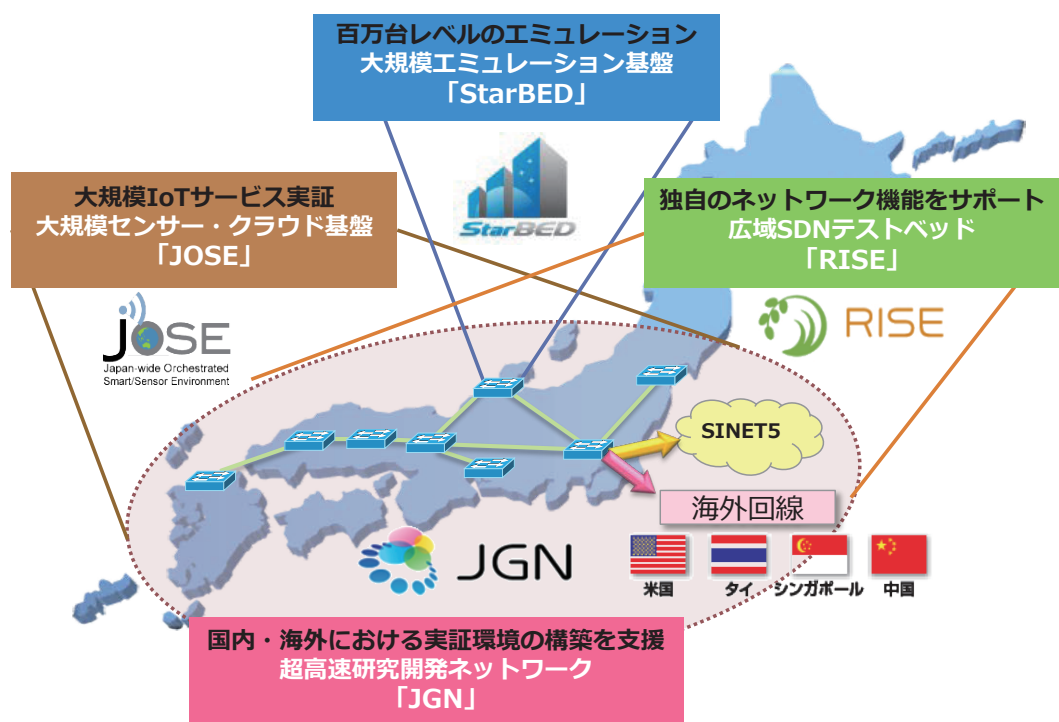 百万台レベルのエミュレーション
大規模エミュレーション基盤
「StarBED」
StarBED
大規模IoTサービス実証
大規模センサー・クラウド基盤
「JOSE」
独自のネットワーク機能をサポート
広域SDNテストベッド
「RISE」
JOSE
Japan-wide Orchestrated
Smart/Sensor Environment
RISE
SINET5
海外回線
JGN
米国
タイ
シンガポール
中国
国内・海外における実証環境の構築を支援
超高速研究開発ネットワーク
「JGN」